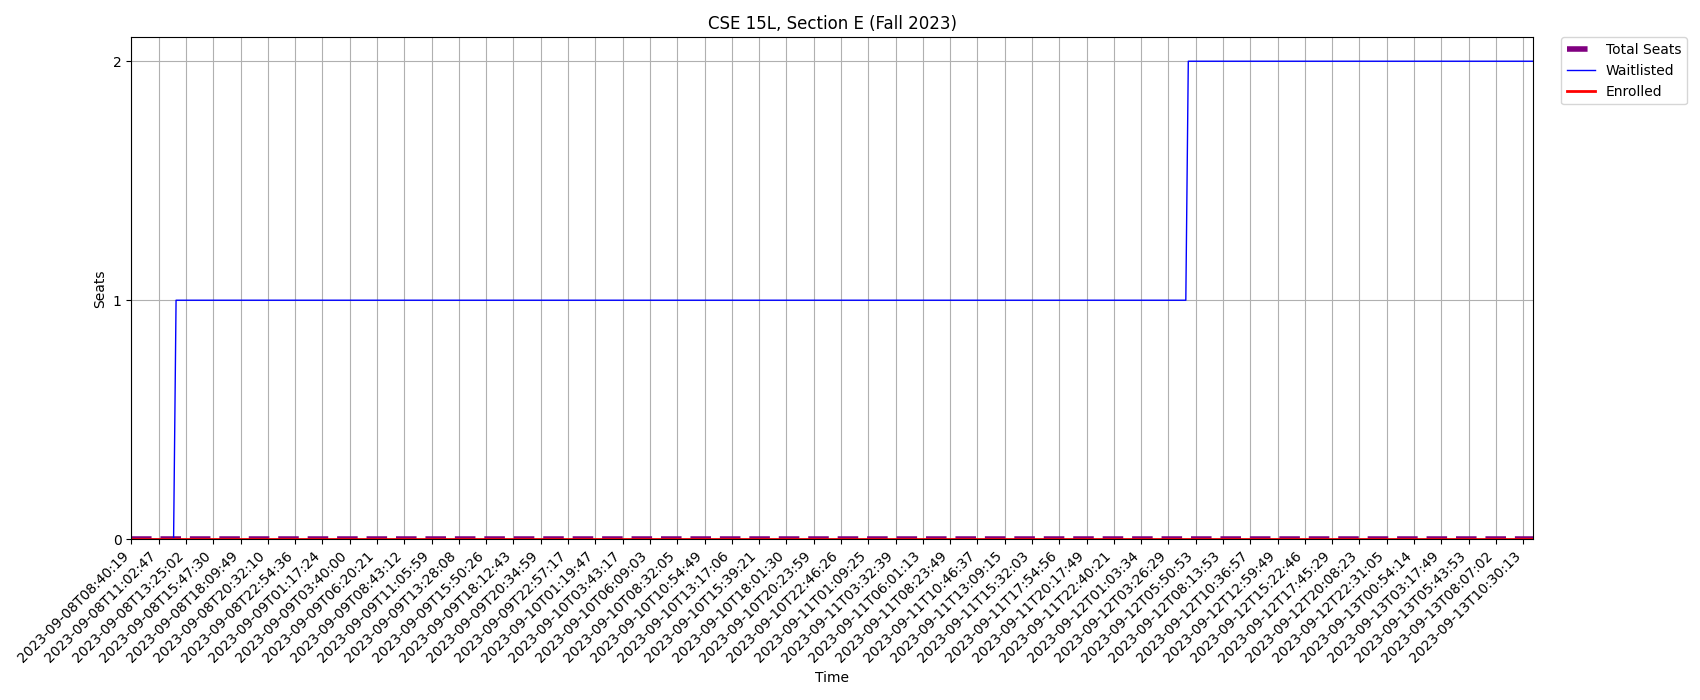 CSE 15L, Section E (Fall 2023)
Total Seats
Waitlisted
Enrolled
2
1
0
Seats
2023-09-08T08:40:19
2023-09-08T11:02:47
2023-09-08T13:25:02
2023-09-08T15:47:30
2023-09-08T18:09:49
2023-09-08T20:32:10
2023-09-08T22:54:36
2023-09-09T01:17:24
2023-09-09T03:40:00
2023-09-09T06:20:21
2023-09-09T08:43:12
2023-09-09T11:05:59
2023-09-09T13:28:08
2023-09-09T15:50:26
2023-09-09T18:12:43
2023-09-09T20:34:59
2023-09-09T22:57:17
2023-09-10T01:19:47
2023-09-10T03:43:17
2023-09-10T06:09:03
2023-09-10T08:32:05
2023-09-10T10:54:49
2023-09-10T13:17:06
2023-09-10T15:39:21
2023-09-10T18:01:30
2023-09-10T20:23:59
2023-09-10T22:46:26
2023-09-11T01:09:25
2023-09-11T03:32:39
2023-09-11T06:01:13
2023-09-11T08:23:49
2023-09-11T10:46:37
2023-09-11T13:09:15
2023-09-11T15:32:03
2023-09-11T17:54:56
2023-09-11T20:17:49
2023-09-11T22:40:21
2023-09-12T01:03:34
2023-09-12T03:26:29
2023-09-12T05:50:53
2023-09-12T08:13:53
2023-09-12T10:36:57
2023-09-12T12:59:49
2023-09-12T15:22:46
2023-09-12T17:45:29
2023-09-12T20:08:23
2023-09-12T22:31:05
2023-09-13T00:54:14
2023-09-13T03:17:49
2023-09-13T05:43:53
2023-09-13T08:07:02
2023-09-13T10:30:13
Time